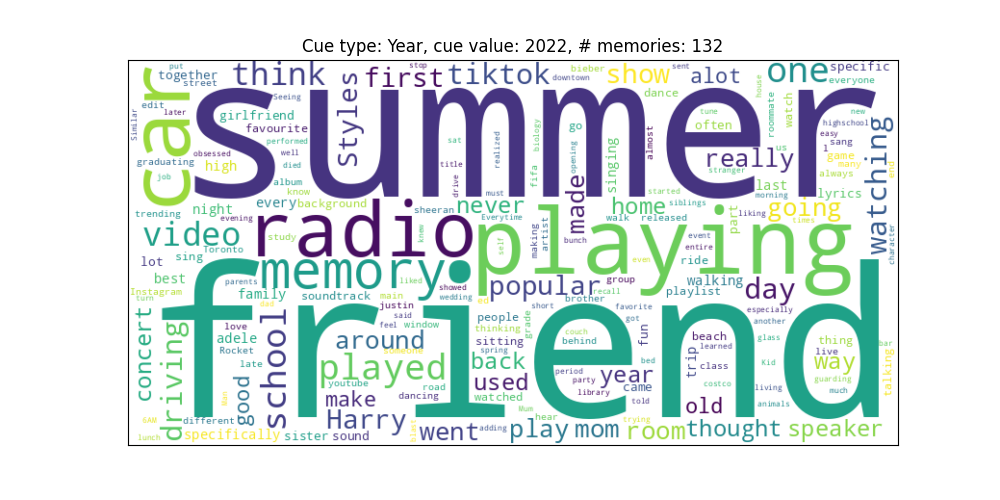 Cue type: Year, cue value: 2022, # memories: 132
put stop bieber downtown sent house specific
together think first tiktok show alot one everyone
street car summer Styles
edit Seeing dance roommate watch new
later girlfriend go tune often highschool
Similar favourite performed sat realized biology singing almost us easy
obsessed well title fifa opening made really game sang l
graduating high died stranger many watching end
job album drive must started last always
know siblings morning lyrics
every background sheeran never home liking going
trending night evening radio Everytime artist walk released part times character
video study knew playing self making bunch event
Toronto entire
lot sing memory even ride
best parents liked showed popular group recall walking day
Instagram family soundtrack main wedding ed brother playlist especially
turn dad justin said short favorite another
concert driving love friend people thinking grade got fun beach glass bar
adele school feel window around sitting couch behind trip learned thing live
Rocket late someone spring back bed class Kid way talking
good played youtube road period year costco living guarding
man make dancing used party came much
watched library told old animals
6AM different Harry blast Mum hear trying
lunch specifically sister sound went adding play mom room thought speaker